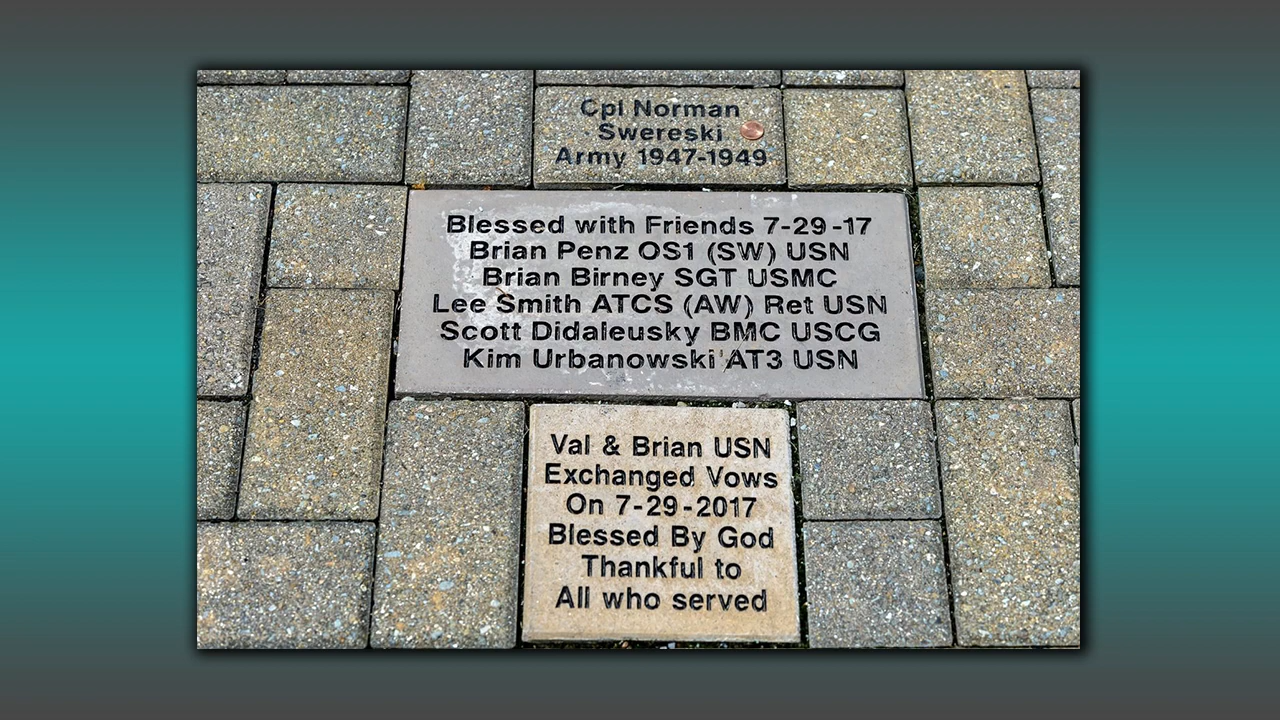 Cpl Norman
Swereski
Army 1947-1949
Blessed with Friends 7-29-17
Brian Penz OS1 (SW) USN
Brian Birney SGT USMC
Lee Smith ATCS (AW) Ret USN
Scott Didaleusky BMC USCG
Kim Urbanowski AT3 USN
Val & Brian USN
Exchanged Vows
On 7-29-2017
Blessed By God
Thankful to
All who served